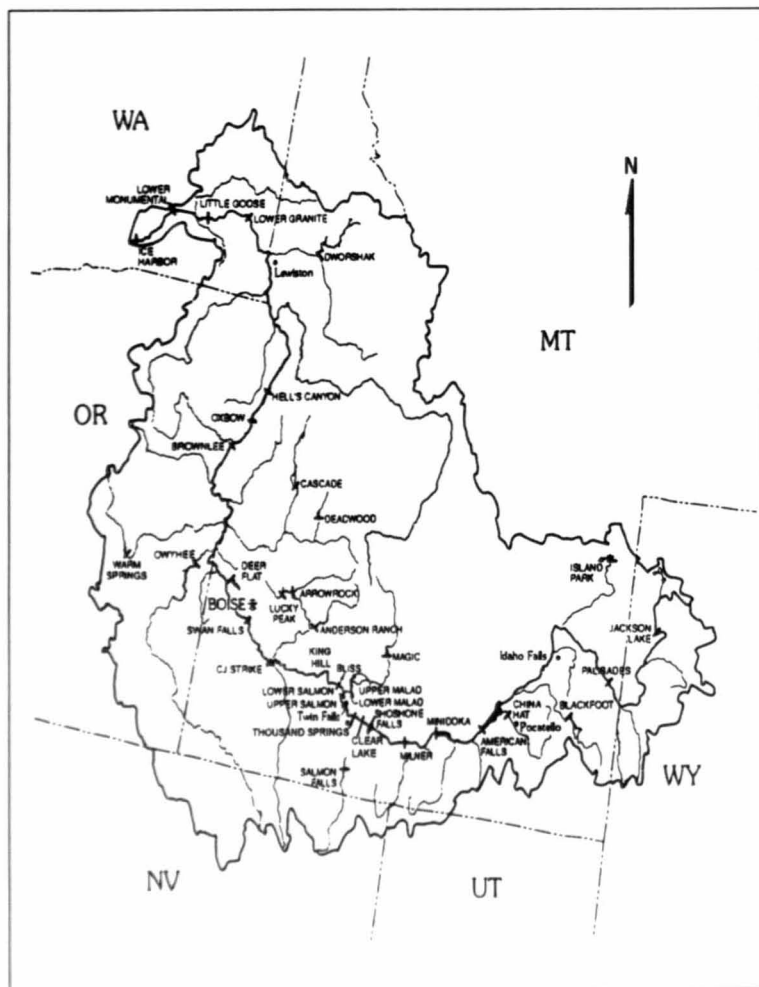 WA
N
LOWER
MONUMENTAL
LITTLE GOOSE
LOWER GRANITE
ICE
HARBOR
Lewiston
DWORSHAK
MT
HELL'S CANYON
OR
OXBOW
BROWNLEE
CASCADE
DEADWOOD
WARM
SPRINGS
OWYHEE
DEER
FLAT
ISLAND
PARK
BOISE
LUCKY
PEAK
ARROWROCK
SWAN FALLS
ANDERSON RANCH
JACKSON
LAKE
KING
HILL
MAGIC
Idaho Falls
CJ STRIKE
BLISS
PALISADES
LOWER SALMON
UPPER MALAD
UPPER SALMON
LOWER MALAD
CHINA
HAT
BLACKFOOT
Twin Falls
SHOSHONE
FALLS
MINIDOKA
Pocatello
THOUSAND SPRINGS
CLEAR
LAKE
MILNER
AMERICAN
FALLS
SALMON
FALLS
WY
NV
UT